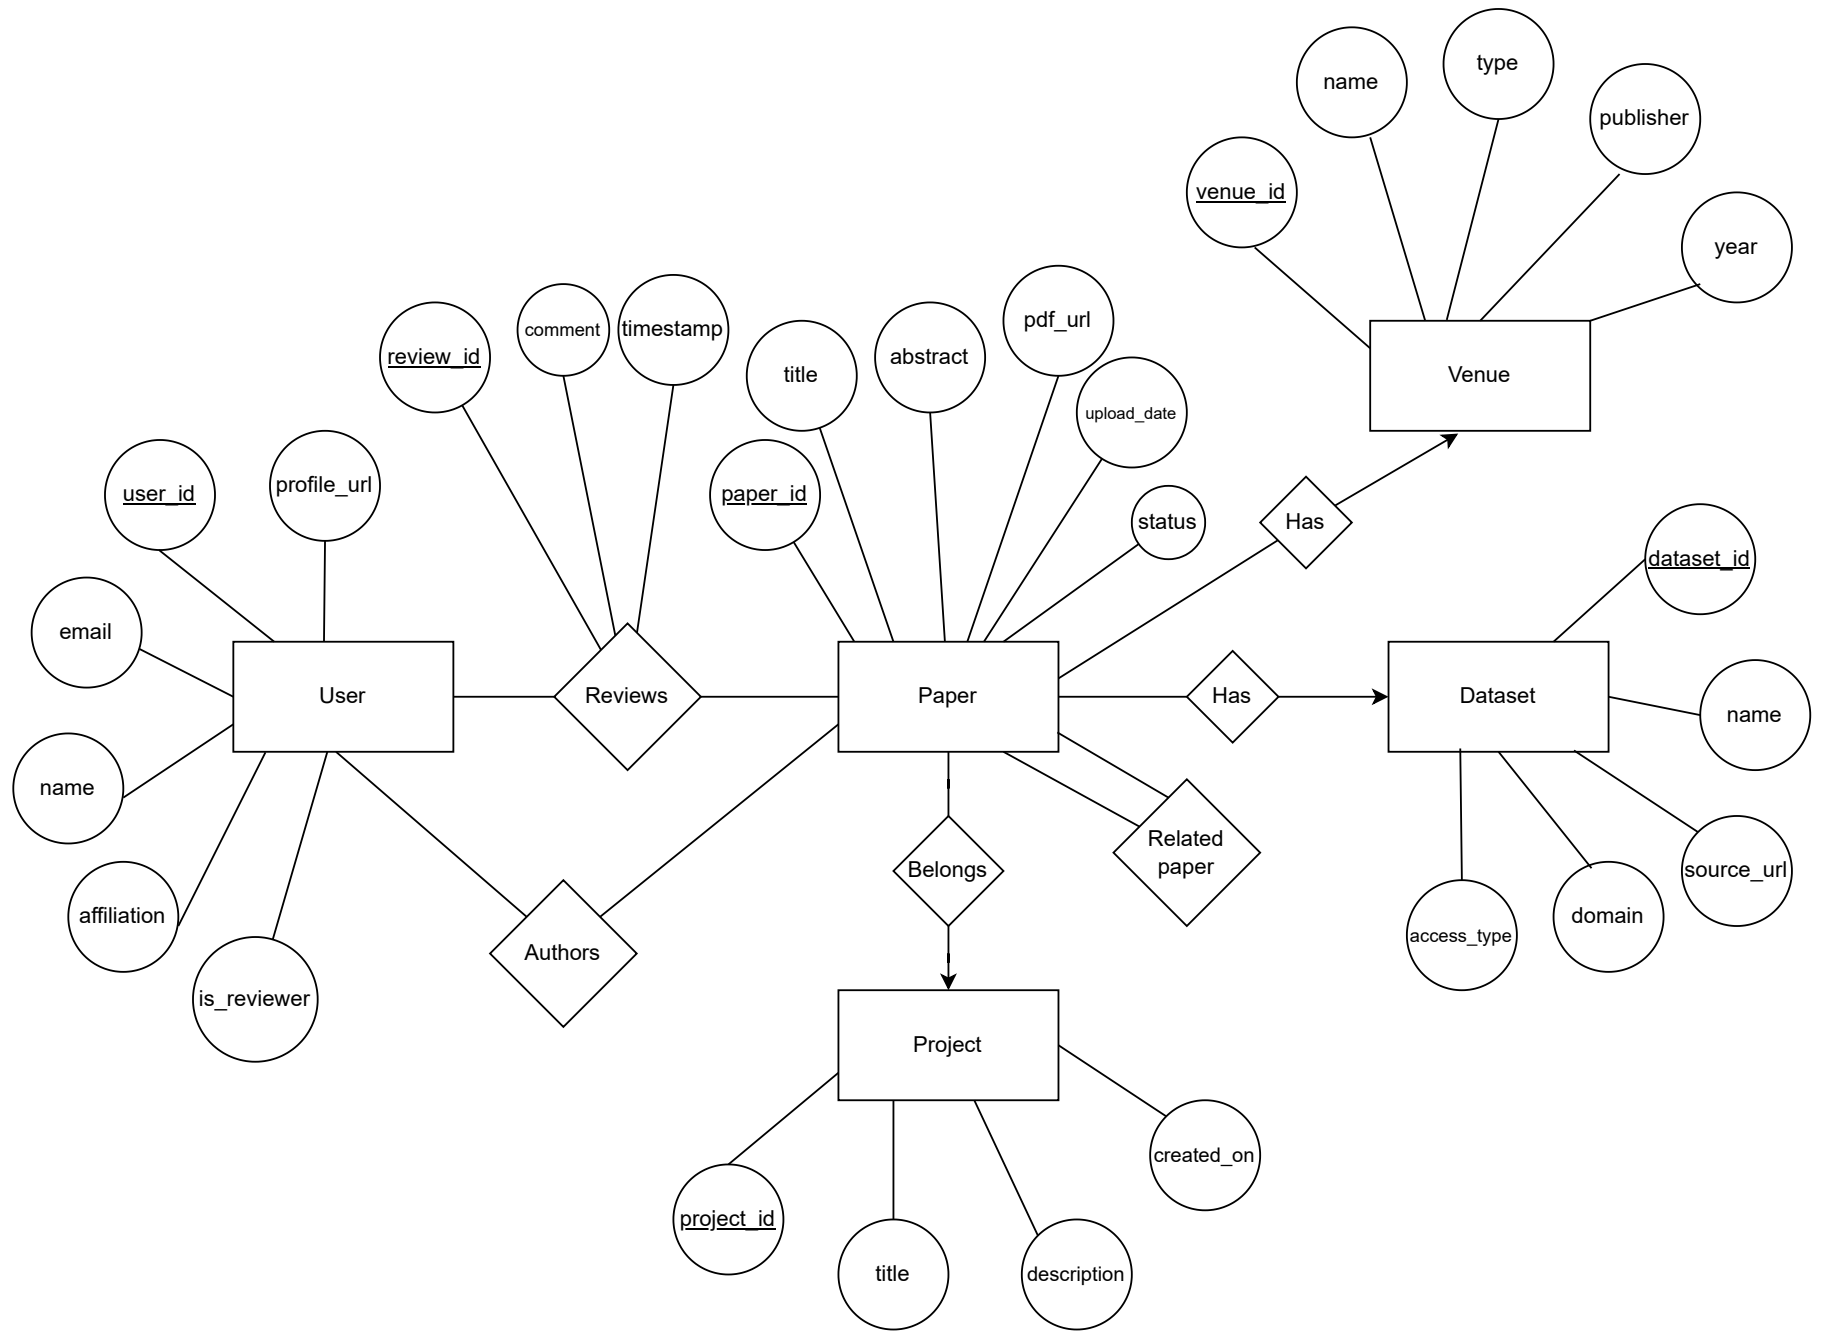 type
name
publisher
venue_id
year
pdf_url
timestamp
comment
review_id
abstract
title
Venue
upload_date
profile_url
user_id
paper_id
status
Has
dataset_id
email
User
Reviews
Paper
Has
Dataset
name
name
Related
paper
Belongs
source_url
affiliation
domain
access_type
Authors
is_reviewer
Project
created_on
project_id
title
description